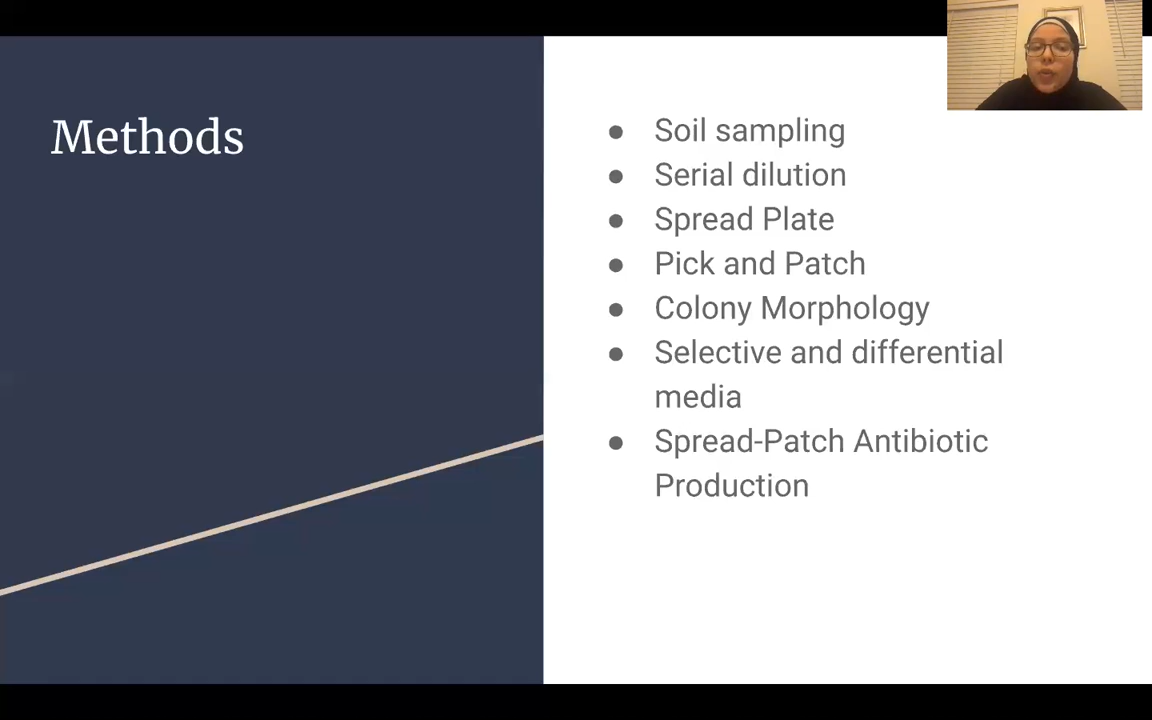 Methods
● Soil sampling
● Serial dilution
● Spread Plate
● Pick and Patch
● Colony Morphology
● Selective and differential
media
● Spread-Patch Antibiotic
Production